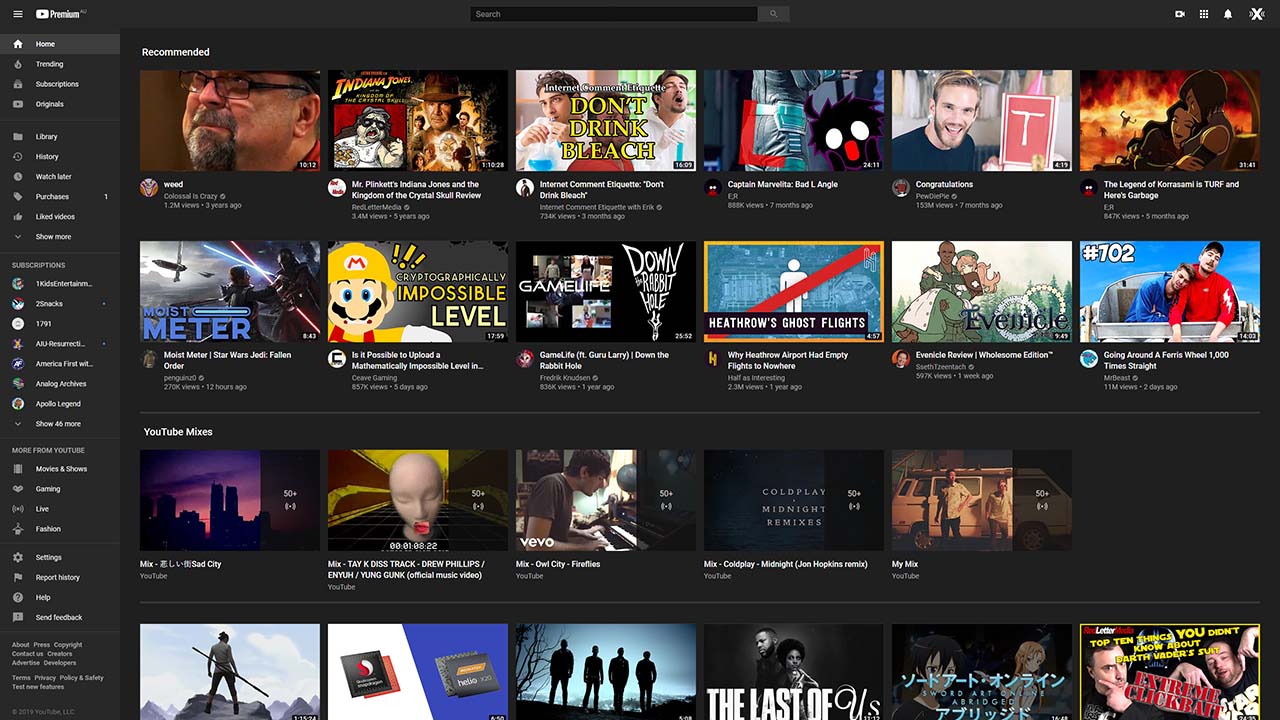 Premium AU
Search
Home
Trending
Subscriptions
Originals
Library
History
Watch later
Purchases 1
Liked videos
Show more
SUBSCRIPTIONS
1KidsEntertainm...
2Snacks
1791
AIU-Resurrecti...
America First wit...
Analog Archives
Apollo Legend
Show 46 more
MORE FROM YOUTUBE
Movies & Shows
Gaming
Live
Fashion
Settings
Report history
Help
Send feedback
About Press Copyright
Contact us Creators
Advertise Developers
Terms Privacy Policy & Safety
Test new features
© 2019 YouTube, LLC
Recommended
10:12
weed
Colossal Is Crazy
1.2M views • 3 years ago
INDIANA JONES
AND THE
KINGDOM OF THE CRYSTAL SKULL
1:10:28
Mr. Plinkett's Indiana Jones and the
Kingdom of the Crystal Skull Review
RedLetterMedia
3.4M views • 5 years ago
Internet Comment Etiquette
DON'T
DRINK
BLEACH
16:09
Internet Comment Etiquette: "Don't
Drink Bleach"
Internet Comment Etiquette with Erik
734K views • 3 months ago
24:11
Captain Marvelita: Bad L Angle
E;R
888K views • 7 months ago
T
4:19
Congratulations
PewDiePie
153M views • 7 months ago
31:41
The Legend of Korrasami is TURF and
Here's Garbage
E;R
847K views • 5 months ago
MOIST
METER
8:43
Moist Meter | Star Wars Jedi: Fallen
Order
penguinz0
270K views • 12 hours ago
!!!
CRYPTOGRAPHICALLY
IMPOSSIBLE
LEVEL
17:59
Is it Possible to Upload a
Mathematically Impossible Level in...
Ceave Gaming
857K views • 5 days ago
GAMELIFE
DOWN
the
RABBIT
HOLE
25:52
GameLife (ft. Guru Larry) | Down the
Rabbit Hole
Fredrik Knudsen
836K views • 1 year ago
HEATHROW'S GHOST FLIGHTS
4:57
Why Heathrow Airport Had Empty
Flights to Nowhere
Half as Interesting
2.3M views • 1 year ago
Evenicle
9:49
Evenicle Review | Wholesome Edition™
SsethTzeentach
597K views • 1 week ago
#702
14:03
Going Around A Ferris Wheel 1,000
Times Straight
MrBeast
11M views • 2 days ago
YouTube Mixes
50+
Mix - 悲しい街Sad City
YouTube
50+
00:01:08:22
Mix - TAY K DISS TRACK - DREW PHILLIPS /
ENYUH / YUNG GUNK (official music video)
YouTube
50+
vevo
Mix - Owl City - Fireflies
YouTube
COLDPLAY
MIDNIGHT
REMIXES
50+
Mix - Coldplay - Midnight (Jon Hopkins remix)
YouTube
50+
My Mix
YouTube
1:15:24
Qualcomm
snapdragon
MEDIATEK
helio X20
6:50
5:08
THE LAST OF Us
11:12
ソードアート・オンライン
SWORD ART ONLINE
ABRIDGED
アブリッジド
16:48
RedLetterMedia
TOP TEN THINGS YOU DIDN'T
KNOW ABOUT
DARTH VADER'S SUIT
EXTREME
CLICKBAIT